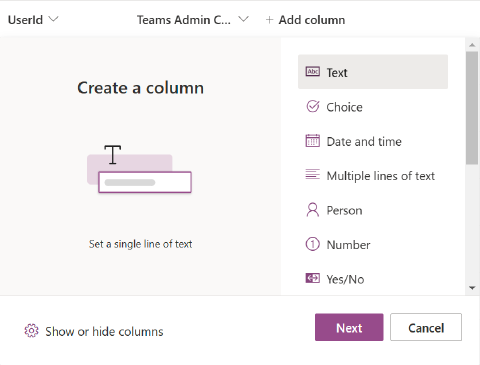 UserId Teams Admin C... + Add column
Create a column
T
Set a single line of text
Abc Text
Choice
Date and time
Multiple lines of text
Person
1 Number
Yes/No
Show or hide columns
Next Cancel